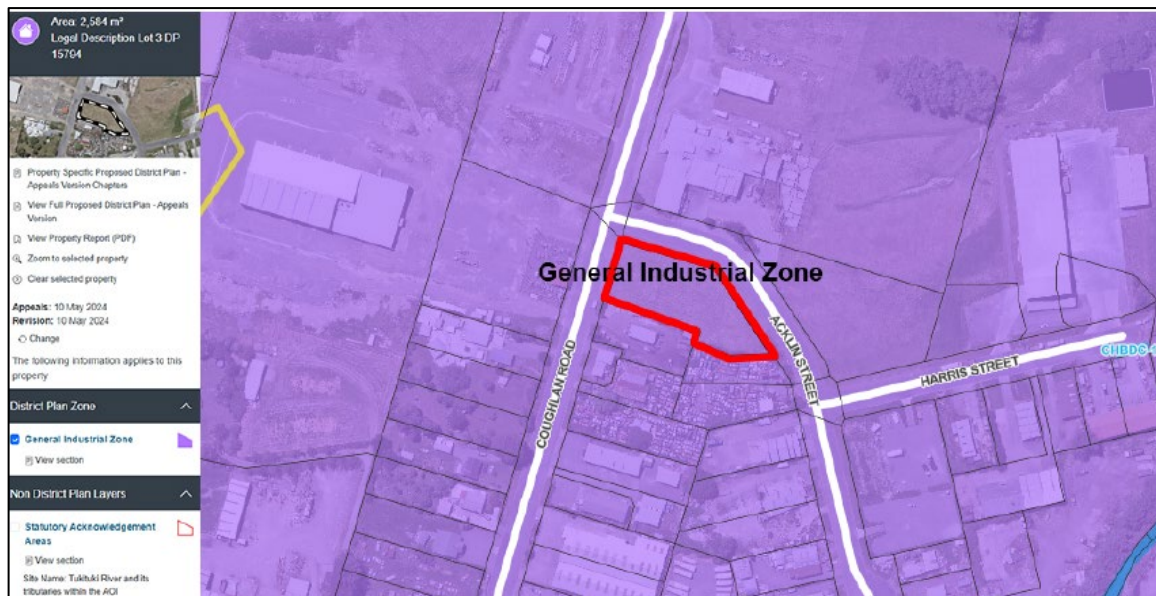 Area: 2,584 m²
Legal Description Lot 3 DP
15704
Property Specific Proposed District Plan -
Appeals Version Chapters
View Full Proposed District Plan - Appeals
Version
View Property Report (PDF)
Zoom to selected property
Clear selected property
Appeals: 10 May 2024
Revision: 10 May 2024
Change
The following information applies to this
property
District Plan Zone
General Industrial Zone
View section
Non District Plan Layers
Statutory Acknowledgement
Areas
View section
Site Name: Tukituki River and its
tributaries within the AOI
General Industrial Zone
COUGHLAN ROAD
ACKLIN STREET
HARRIS STREET